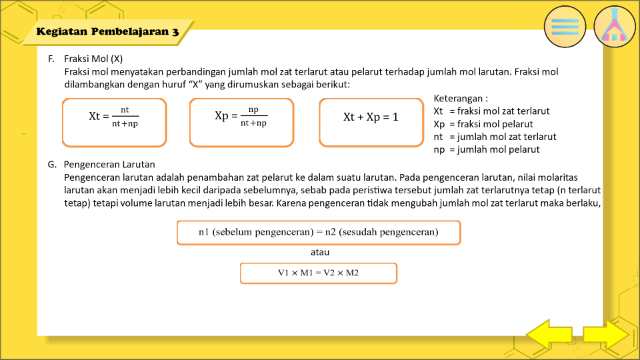 Kegiatan Pembelajaran 3
F. Fraksi Mol (X)
Fraksi mol menyatakan perbandingan jumlah mol zat terlarut atau pelarut terhadap jumlah mol larutan. Fraksi mol
dilambangkan dengan huruf “X” yang dirumuskan sebagai berikut:
Xt = nt/nt+np
Xp = np/nt+np
Xt + Xp = 1
Keterangan :
Xt = fraksi mol zat terlarut
Xp = fraksi mol pelarut
nt = jumlah mol zat terlarut
np = jumlah mol pelarut
G. Pengenceran Larutan
Pengenceran larutan adalah penambahan zat pelarut ke dalam suatu larutan. Pada pengenceran larutan, nilai molaritas
larutan akan menjadi lebih kecil daripada sebelumnya, sebab pada peristiwa tersebut jumlah zat terlarutnya tetap (n terlarut
tetap) tetapi volume larutan menjadi lebih besar. Karena pengenceran tidak mengubah jumlah mol zat terlarut maka berlaku,
n1 (sebelum pengenceran) = n2 (sesudah pengenceran)
atau
V1 × M1 = V2 × M2